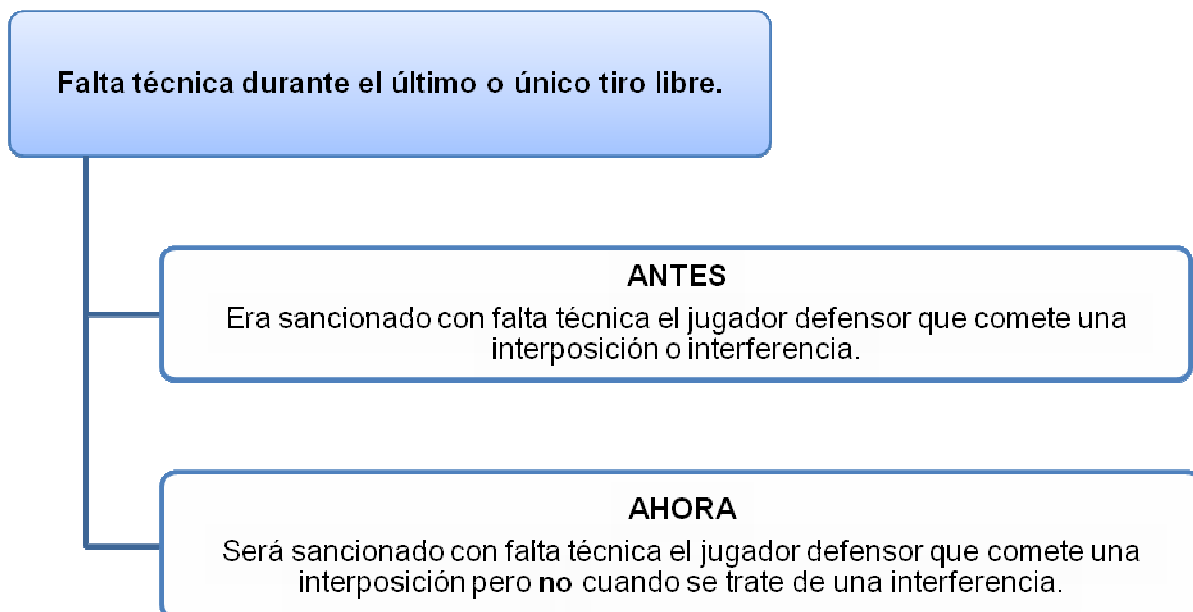 Falta técnica durante el último o único tiro libre.
ANTES
Era sancionado con falta técnica el jugador defensor que comete una
interposición o interferencia.
AHORA
Será sancionado con falta técnica el jugador defensor que comete una
interposición pero no cuando se trate de una interferencia.